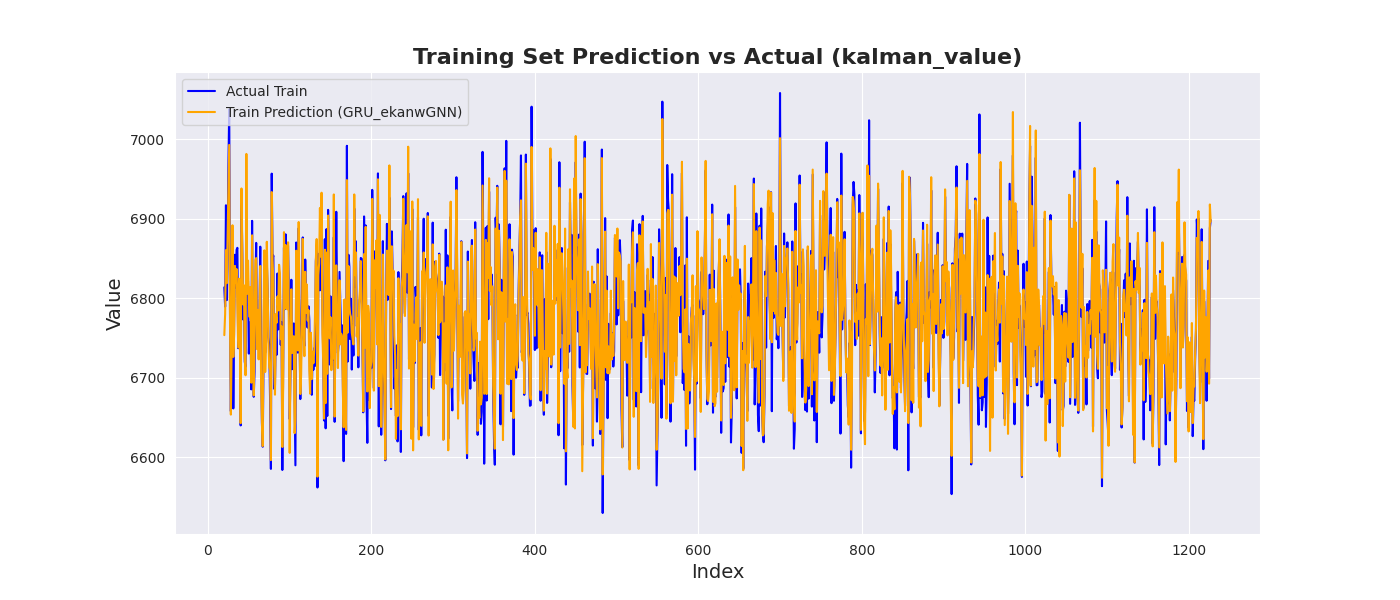 Training Set Prediction vs Actual (kalman_value)
Actual Train
Train Prediction (GRU_ekanwGNN)
Value
7000
6900
6800
6700
6600
0 200 400 600 800 1000 1200
Index